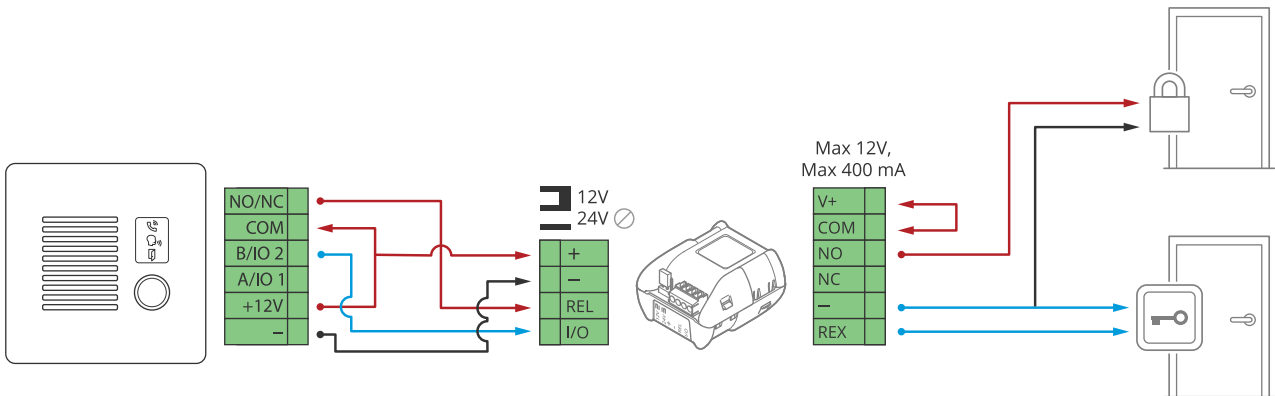 NO/NC
COM
B/IO 2
A/IO 1
+12V
−
12V
24V
+
−
REL
I/O
Max 12V,
Max 400 mA
V+
COM
NO
NC
−
REX